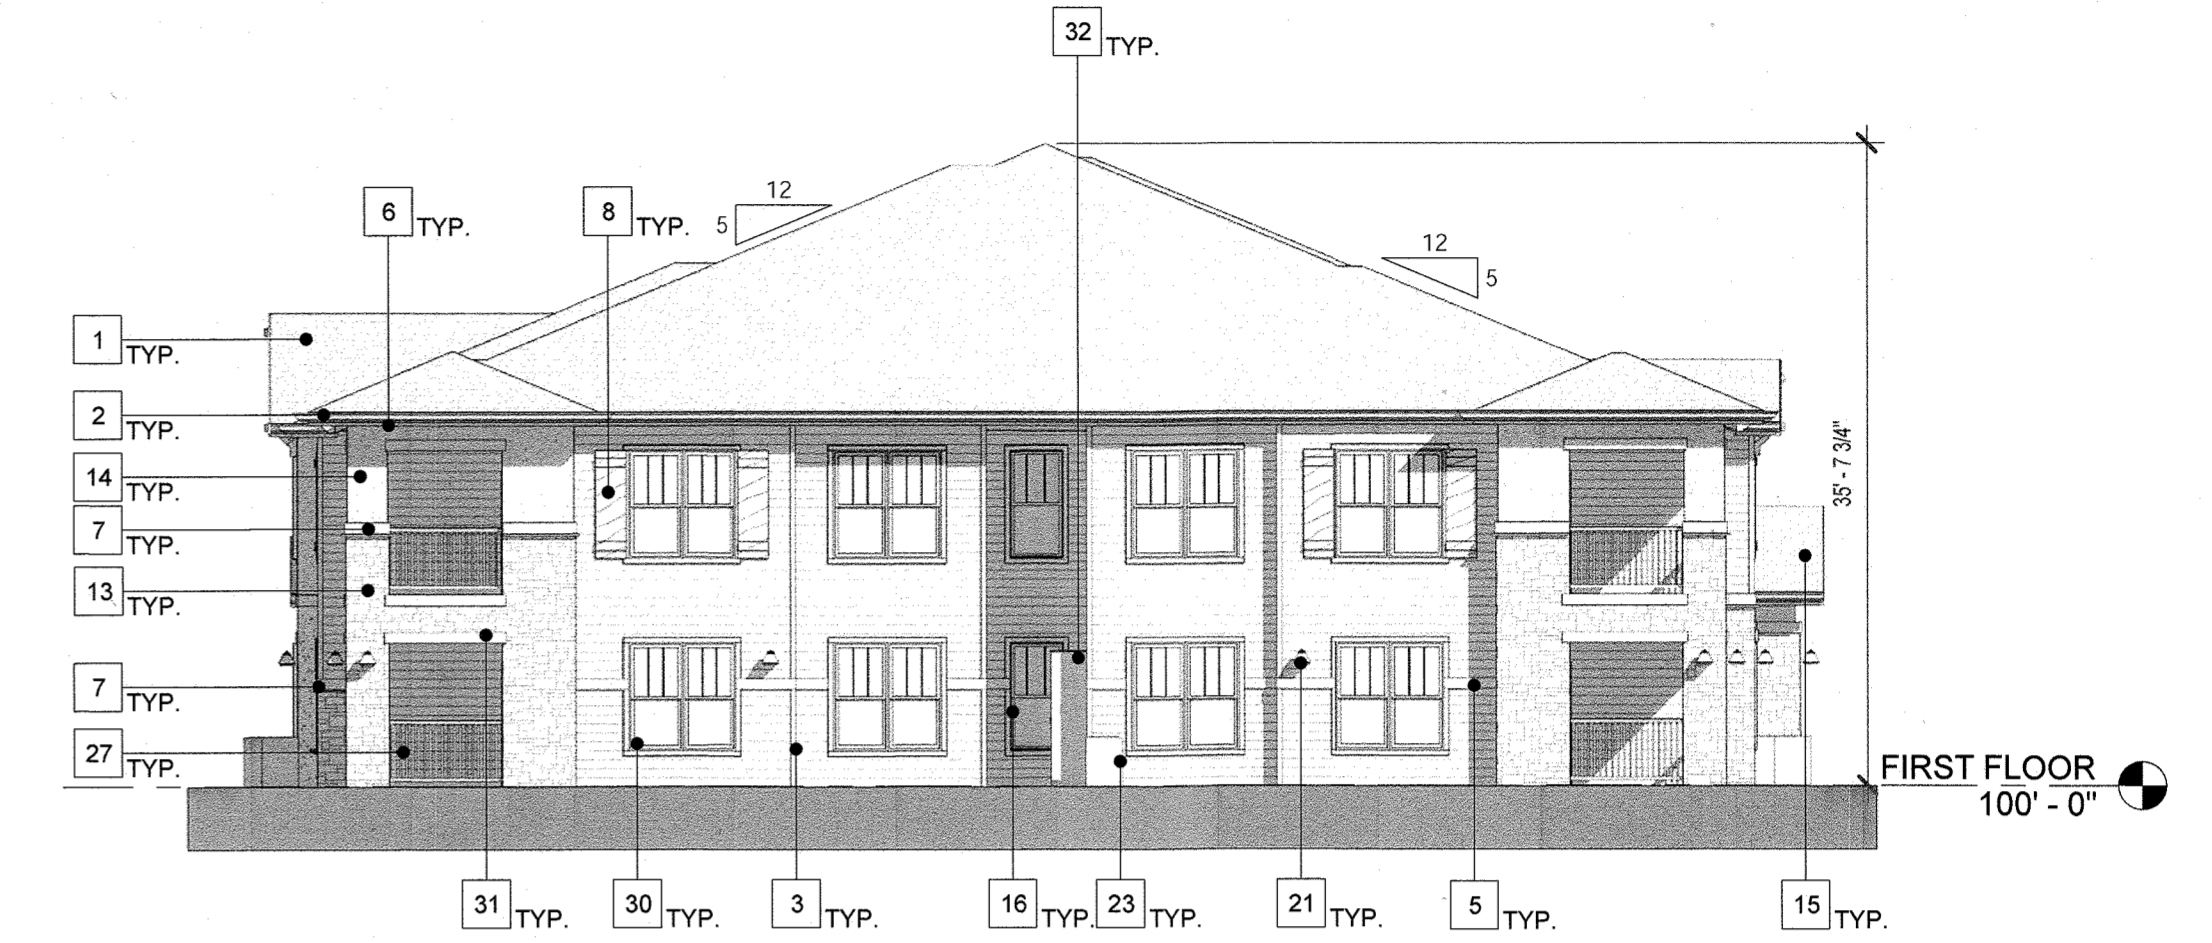 32 TYP.
6 TYP.
8 TYP.
12
5
12
5
1 TYP.
2 TYP.
14 TYP.
7 TYP.
13 TYP.
7 TYP.
27 TYP.
35' - 7 3/4"
FIRST FLOOR
100' - 0"
31 TYP.
30 TYP.
3 TYP.
16 TYP.
23 TYP.
21 TYP.
5 TYP.
15 TYP.